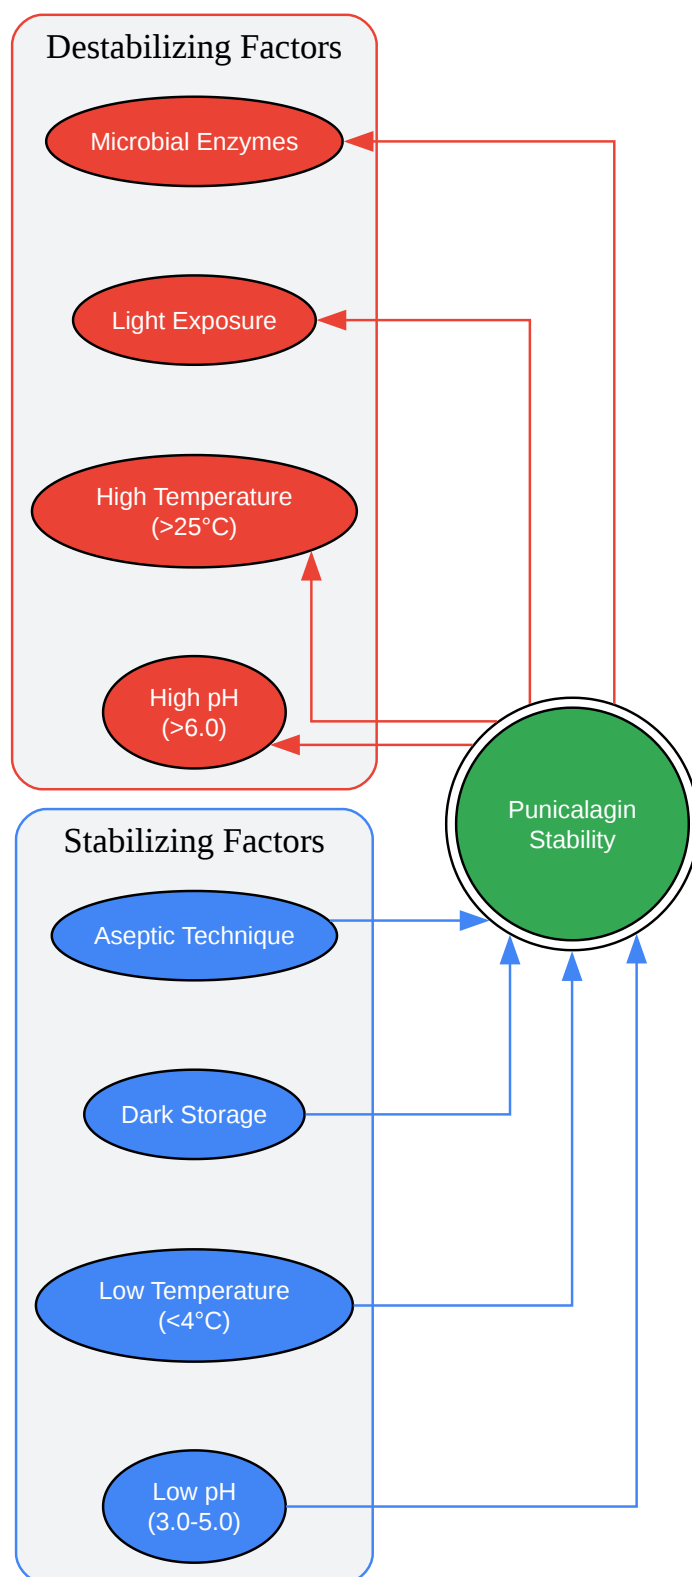 Destabilizing Factors
Microbial Enzymes
Light Exposure
High Temperature
(>25°C)
High pH
(>6.0)
Punicalagin
Stability
Stabilizing Factors
Aseptic Technique
Dark Storage
Low Temperature
(<4°C)
Low pH
(3.0-5.0)